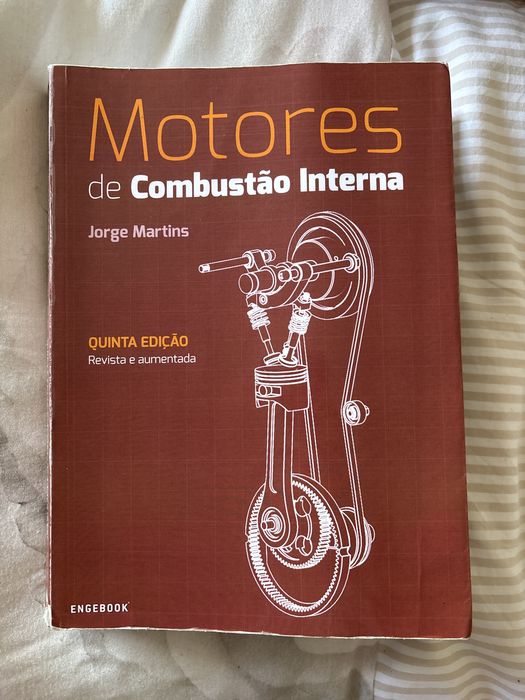 Motores
de Combustão Interna
Jorge Martins
QUINTA EDIÇÃO
Revista e aumentada
ENGEBOOK